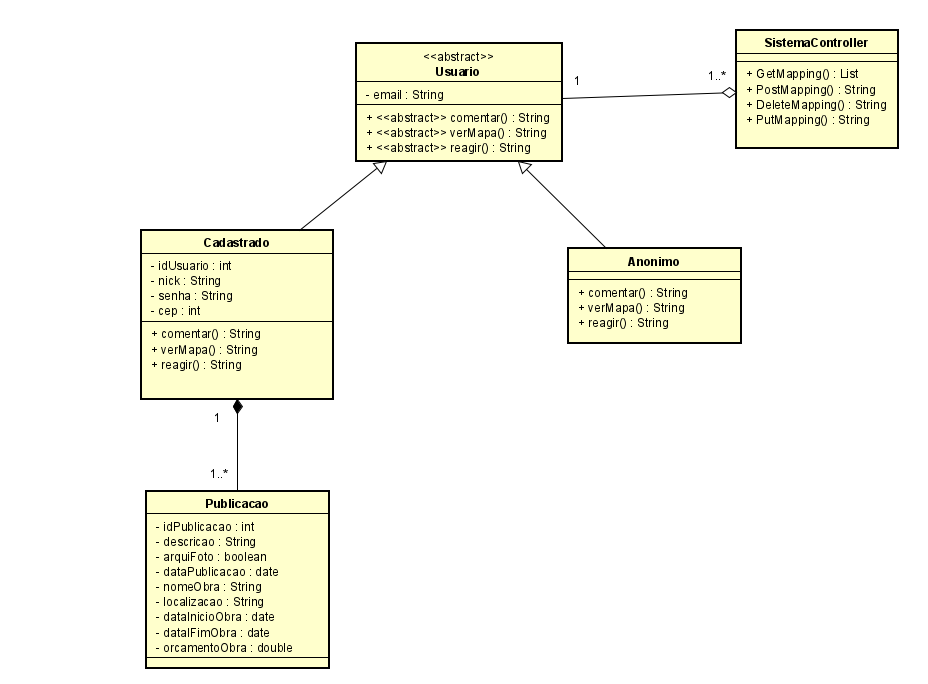 <<abstract>>
Usuario
- email : String
+ <<abstract>> comentar() : String
+ <<abstract>> verMapa() : String
+ <<abstract>> reagir() : String
1
1..*
SistemaController
+ GetMapping() : List
+ PostMapping() : String
+ DeleteMapping() : String
+ PutMapping() : String
Cadastrado
- idUsuario : int
- nick : String
- senha : String
- cep : int
+ comentar() : String
+ verMapa() : String
+ reagir() : String
Anonimo
+ comentar() : String
+ verMapa() : String
+ reagir() : String
1
1..*
Publicacao
- idPublicacao : int
- descricao : String
- arquiFoto : boolean
- dataPublicacao : date
- nomeObra : String
- localizacao : String
- dataInicioObra : date
- dataIFimObra : date
- orcamentoObra : double